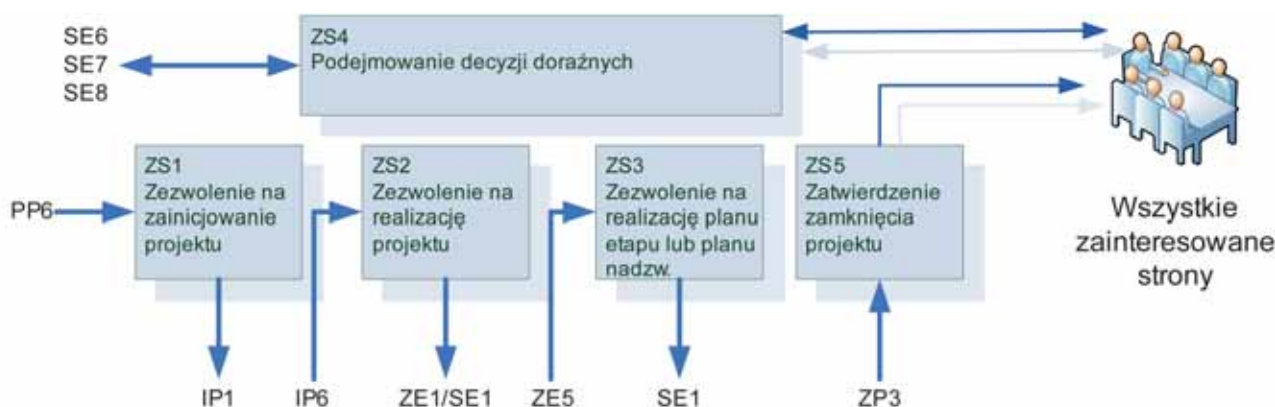 SE6
SE7
SE8
ZS4
Podejmowanie decyzji doraźnych
PP6
ZS1
Zezwolenie na
zainicjowanie
projektu
ZS2
Zezwolenie na
realizację
projektu
ZS3
Zezwolenie na
realizację planu
etapu lub planu
nadzw.
ZS5
Zatwierdzenie
zamknięcia
projektu
Wszystkie
zainteresowane
strony
IP1
IP6
ZE1/SE1
ZE5
SE1
ZP3